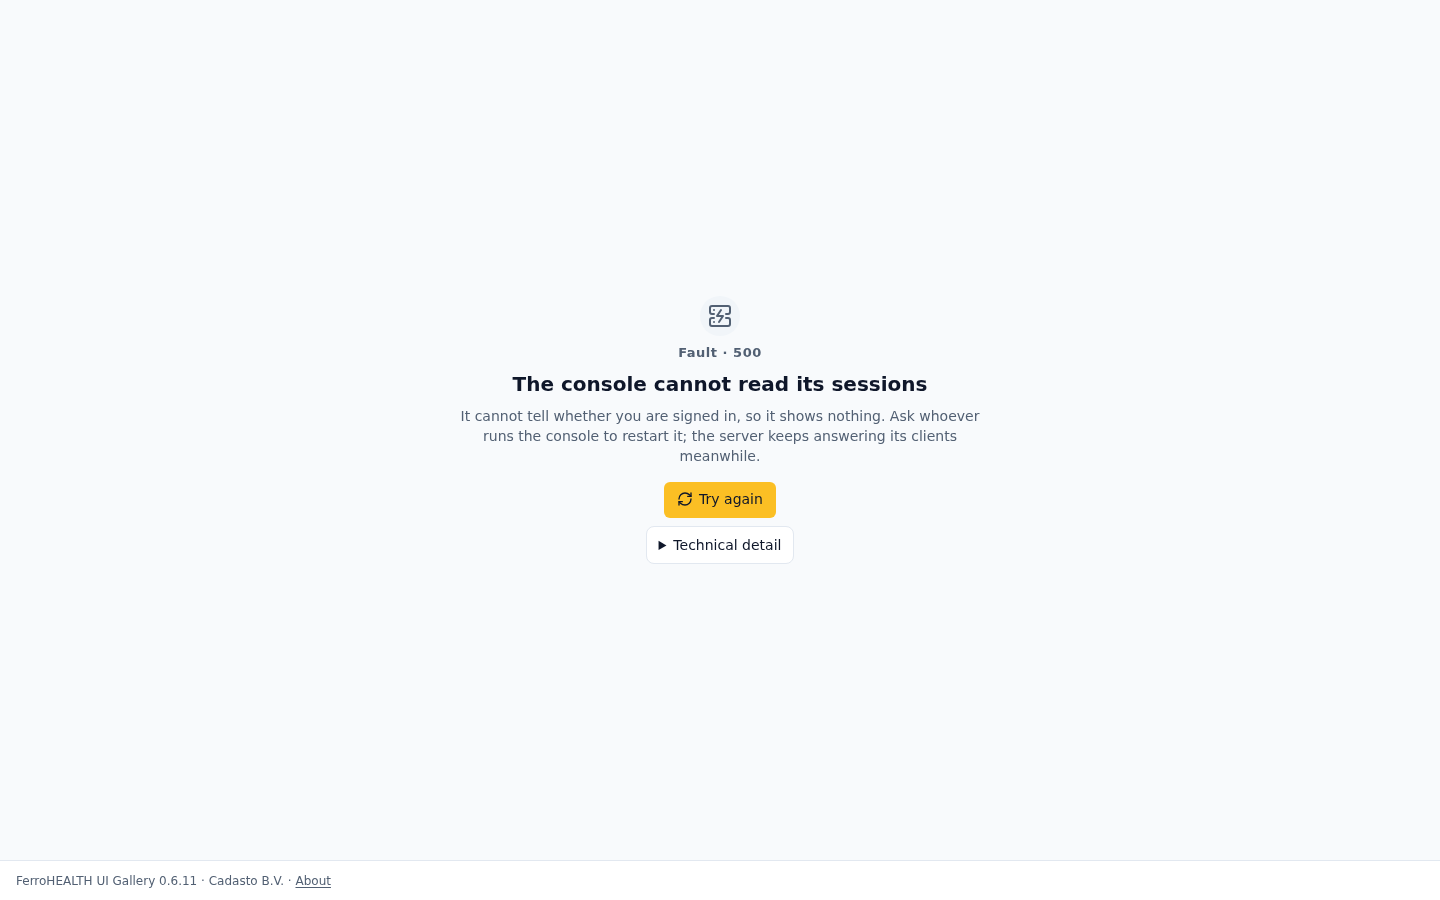 Fault · 500
The console cannot read its sessions
It cannot tell whether you are signed in, so it shows nothing. Ask whoever
runs the console to restart it; the server keeps answering its clients
meanwhile.
Try again
Technical detail
FerroHEALTH UI Gallery 0.6.11 · Cadasto B.V. · About